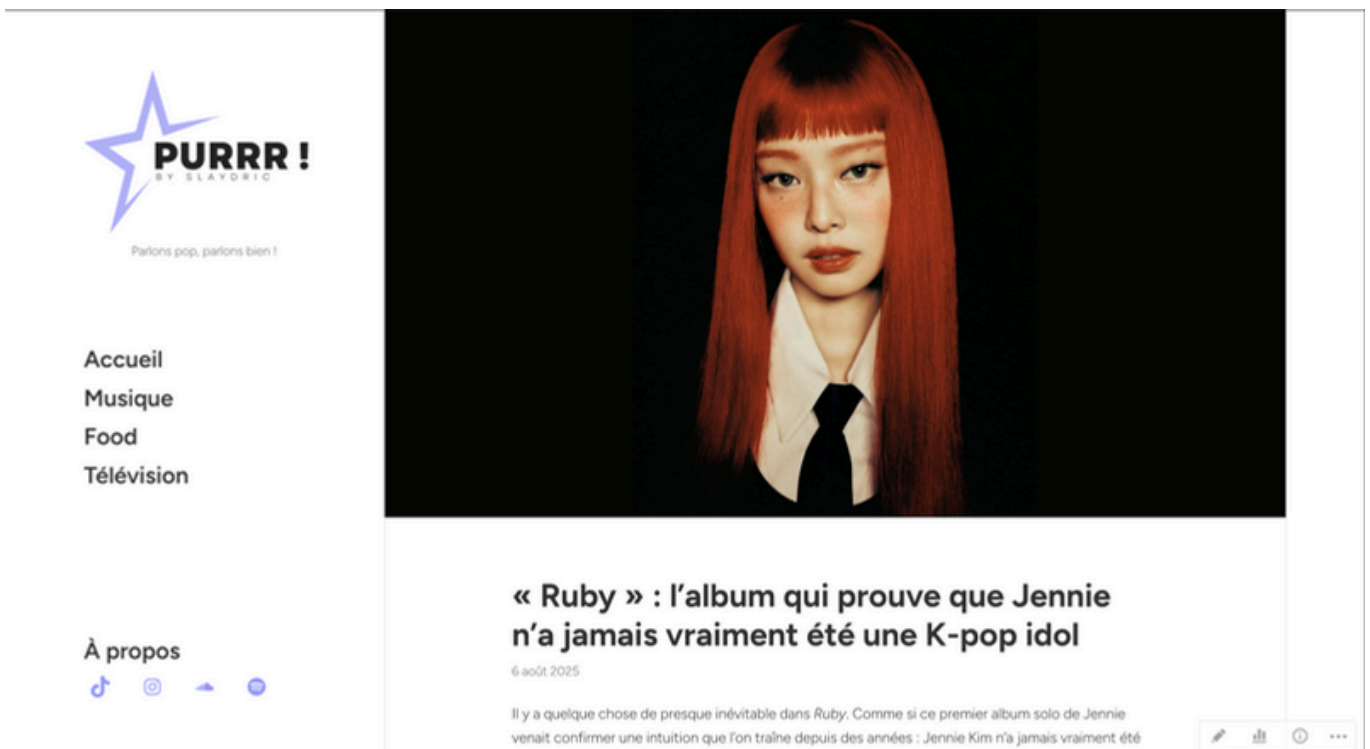 PURRR !
BY SLAYDRIC
Parlons pop, parlons bien !
Accueil
Musique
Food
Télévision
À propos
« Ruby » : l’album qui prouve que Jennie
n’a jamais vraiment été une K-pop idol
6 août 2025
Il y a quelque chose de presque inévitable dans Ruby. Comme si ce premier album solo de Jennie
venait confirmer une intuition que l’on traîne depuis des années : Jennie Kim n’a jamais vraiment été